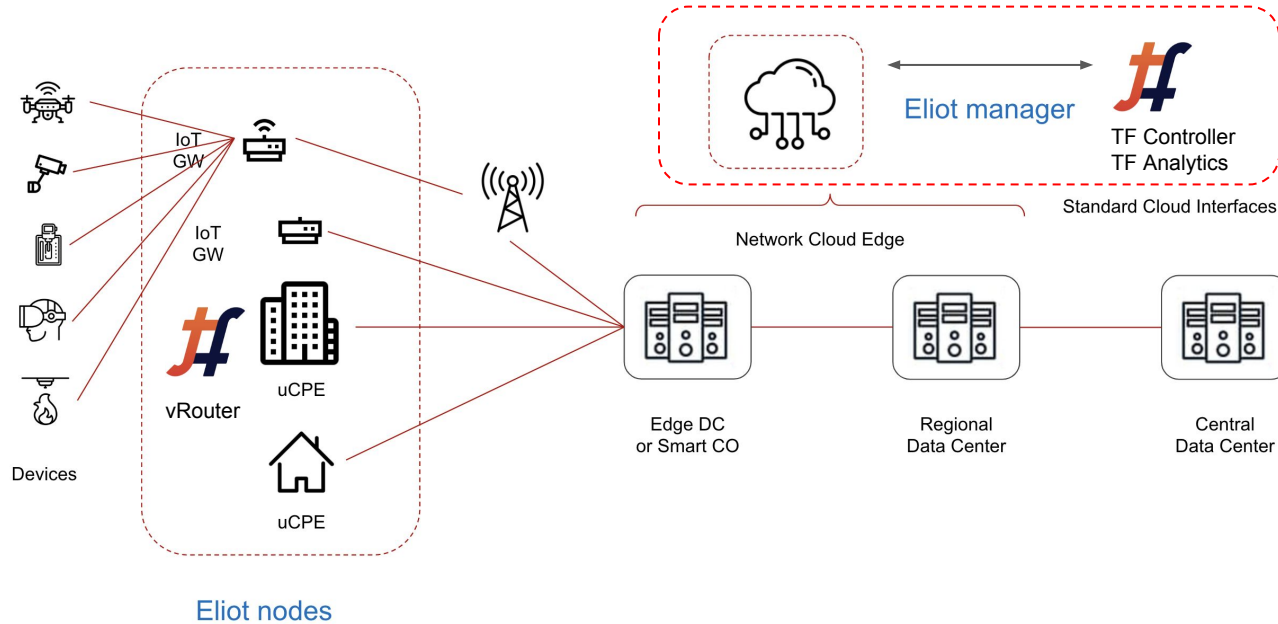 Eliot manager
TF Controller
TF Analytics
Standard Cloud Interfaces
Network Cloud Edge
IoT
GW
IoT
GW
vRouter
uCPE
uCPE
Devices
Edge DC
or Smart CO
Regional
Data Center
Central
Data Center
Eliot nodes